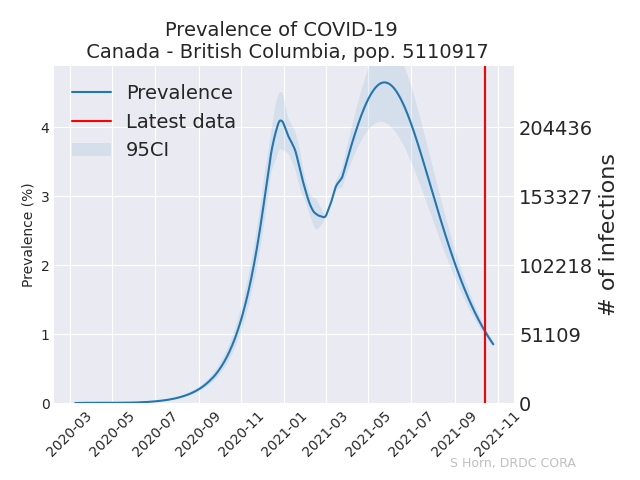 Prevalence of COVID-19
Canada - British Columbia, pop. 5110917
Prevalence
Latest data
95CI
Prevalence (%)
4
3
2
1
0
204436
153327
102218
51109
0
# of infections
2020-03
2020-05
2020-07
2020-09
2020-11
2021-01
2021-03
2021-05
2021-07
2021-09
2021-11
S Horn, DRDC CORA